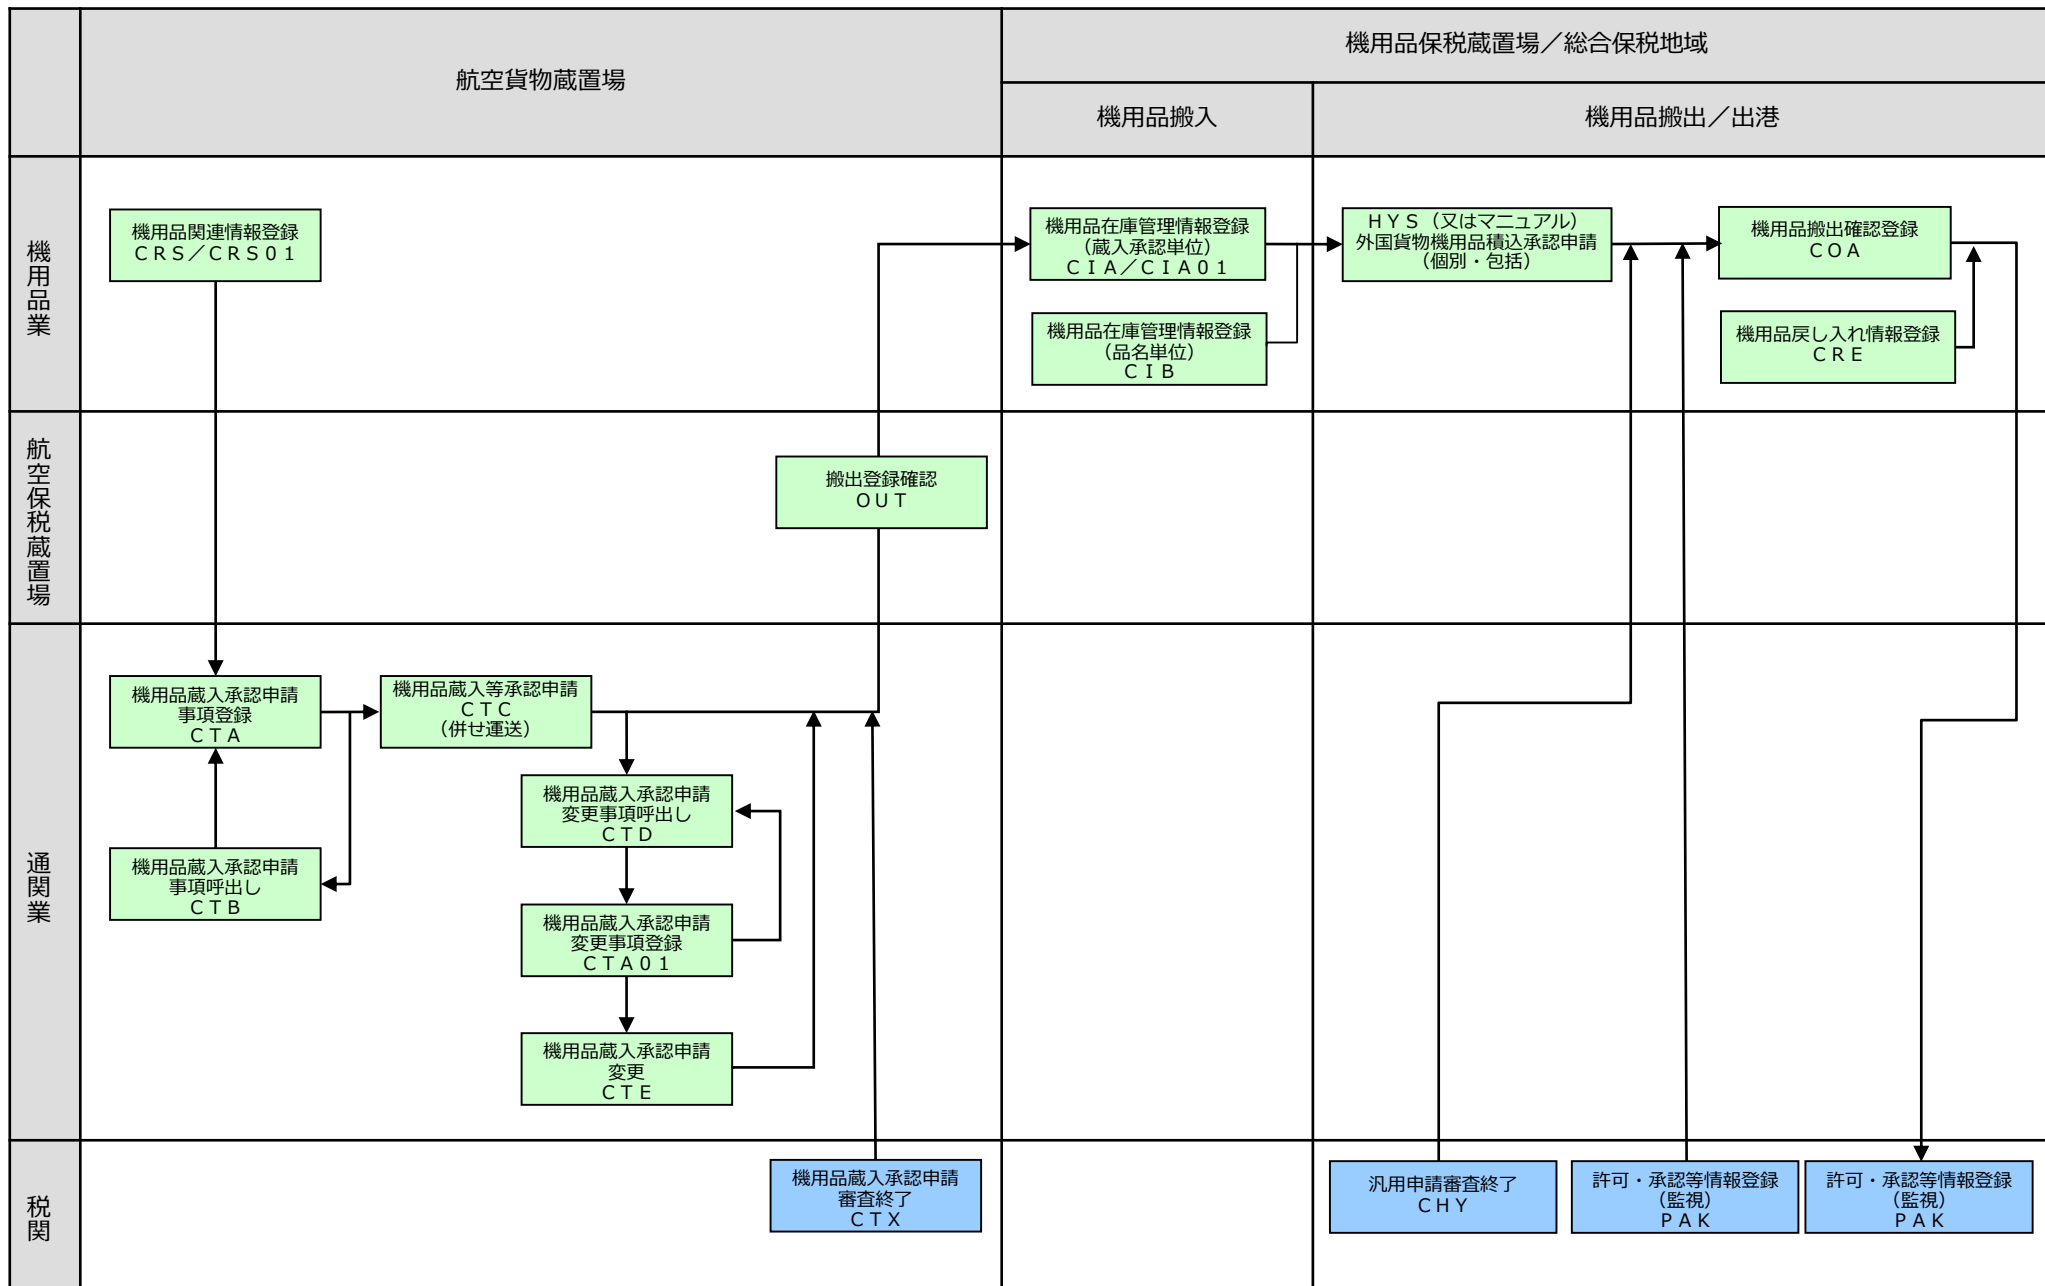 航空貨物蔵置場
機用品保税蔵置場／総合保税地域
機用品搬入
機用品搬出／出港
機用品業
機用品関連情報登録
ＣＲＳ／ＣＲＳ０１
機用品在庫管理情報登録
（蔵入承認単位）
ＣＩＡ／ＣＩＡ０１
機用品在庫管理情報登録
（品名単位）
ＣＩＢ
ＨＹＳ（又はマニュアル）
外国貨物機用品積込承認申請
（個別・包括）
機用品搬出確認登録
ＣＯＡ
機用品戻し入れ情報登録
ＣＲＥ
航空保税蔵置場
搬出登録確認
ＯＵＴ
通関業
機用品蔵入承認申請
事項登録
ＣＴＡ
機用品蔵入等承認申請
ＣＴＣ
（併せ運送）
機用品蔵入承認申請
変更事項呼出し
ＣＴＤ
機用品蔵入承認申請
事項呼出し
ＣＴＢ
機用品蔵入承認申請
変更事項登録
ＣＴＡ０１
機用品蔵入承認申請
変更
ＣＴＥ
税関
機用品蔵入承認申請
審査終了
ＣＴＸ
汎用申請審査終了
ＣＨＹ
許可・承認等情報登録
（監視）
ＰＡＫ
許可・承認等情報登録
（監視）
ＰＡＫ